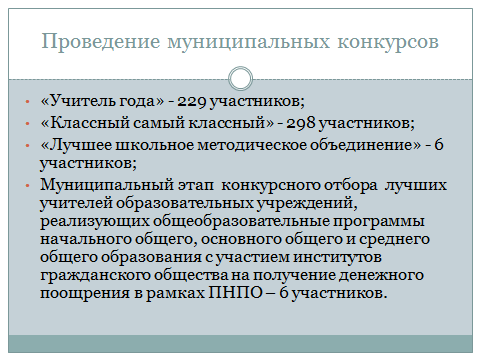 Проведение муниципальных конкурсов
• «Учитель года» - 229 участников;
• «Классный самый классный» - 298 участников;
• «Лучшее школьное методическое объединение» - 6
участников;
• Муниципальный этап конкурсного отбора лучших
учителей образовательных учреждений,
реализующих общеобразовательные программы
начального общего, основного общего и среднего
общего образования с участием институтов
гражданского общества на получение денежного
поощрения в рамках ПНПО – 6 участников.